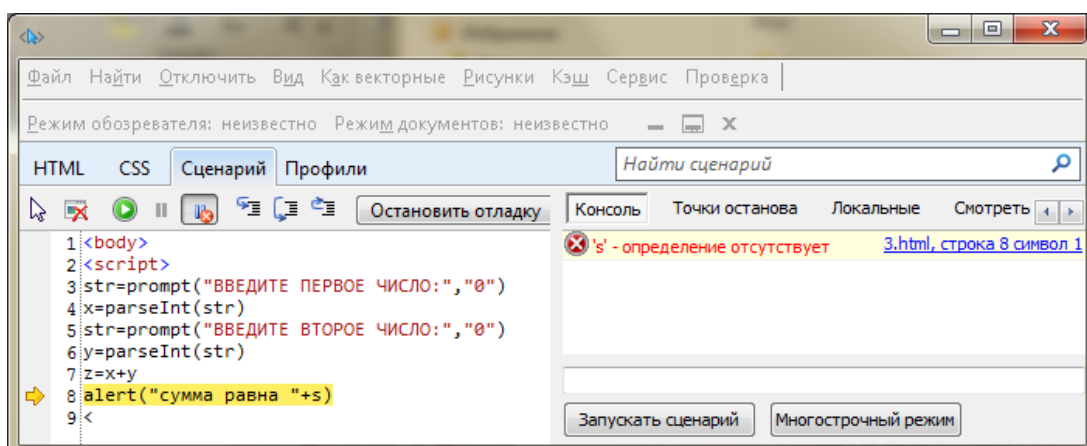 Файл Найти Отключить Вид Как векторные Рисунки Кэш Сервис Проверка
Режим обозревателя: неизвестно Режим документов: неизвестно
HTML CSS Сценарий Профили Найти сценарий
Остановить отладку Консоль Точки останова Локальные Смотреть
1 <body>
2 <script>
3 str=prompt("ВВЕДИТЕ ПЕРВОЕ ЧИСЛО:","0")
4 x=parseInt(str)
5 str=prompt("ВВЕДИТЕ ВТОРОЕ ЧИСЛО:","0")
6 y=parseInt(str)
7 z=x+y
8 alert("сумма равна "+s)
9 <
's' - определение отсутствует 3.html, строка 8 символ 1
Запускать сценарий Многострочный режим